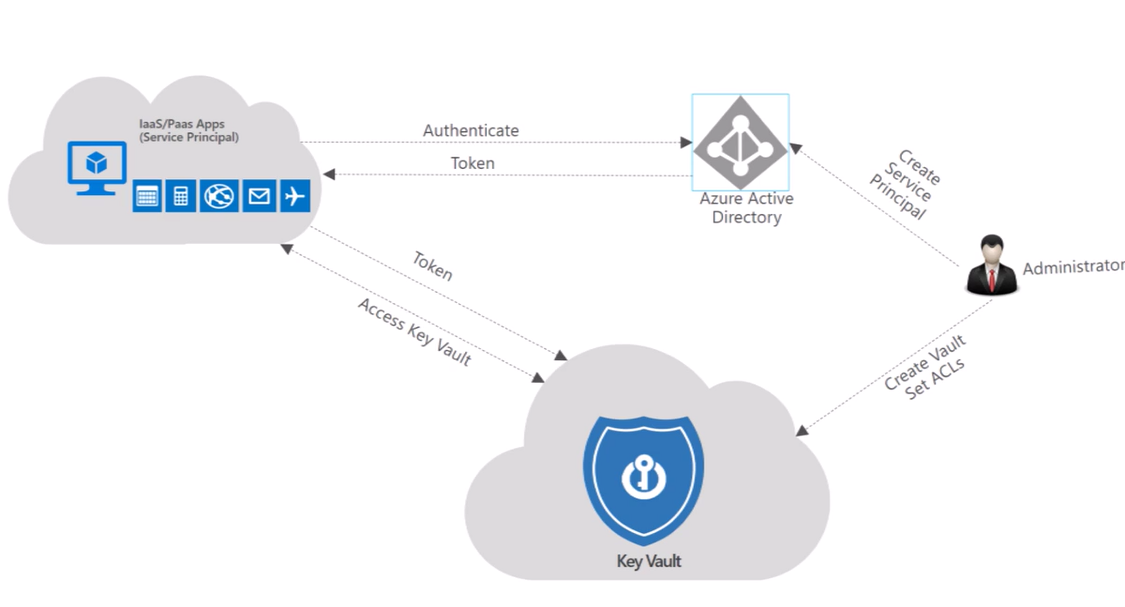 IaaS/Paas Apps
(Service Principal)
Authenticate
Token
Azure Active
Directory
Create
Service
Principal
Administrator
Token
Access Key Vault
Create Vault
Set ACLs
Key Vault